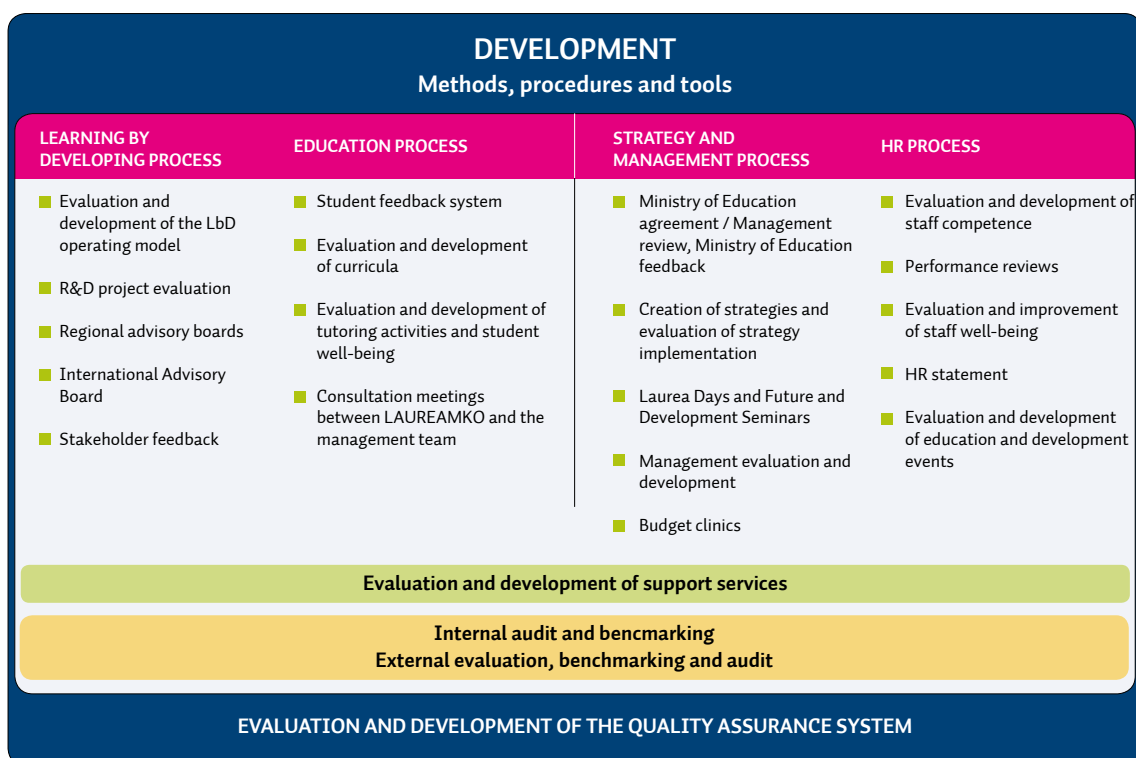 DEVELOPMENT
Methods, procedures and tools
LEARNING BY
DEVELOPING PROCESS
Evaluation and
development of the LbD
operating model
R&D project evaluation
Regional advisory boards
International Advisory
Board
Stakeholder feedback
EDUCATION PROCESS
Student feedback system
Evaluation and development
of curricula
Evaluation and development of
tutoring activities and student
well-being
Consultation meetings
between LAUREAMKO and the
management team
STRATEGY AND
MANAGEMENT PROCESS
Ministry of Education
agreement / Management
review, Ministry of Education
feedback
Creation of strategies and
evaluation of strategy
implementation
Laurea Days and Future and
Development Seminars
Management evaluation and
development
Budget clinics
HR PROCESS
Evaluation and development of
staff competence
Performance reviews
Evaluation and improvement
of staff well-being
HR statement
Evaluation and development
of education and development
events
Evaluation and development of support services
Internal audit and bencmarking
External evaluation, benchmarking and audit
EVALUATION AND DEVELOPMENT OF THE QUALITY ASSURANCE SYSTEM